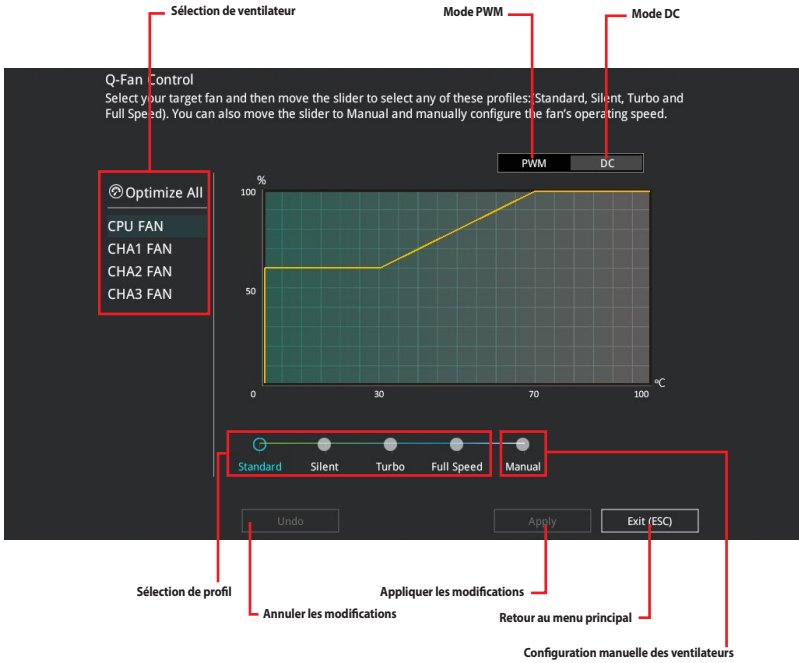 Sélection de ventilateur
Mode PWM
Mode DC
Q-Fan Control
Select your target fan and then move the slider to select any of these profiles:(Standard, Silent, Turbo and
Full Speed). You can also move the slider to Manual and manually configure the fan's operating speed.
PWM
DC
Optimize All
CPU FAN
CHA1 FAN
CHA2 FAN
CHA3 FAN
%
100
50
0
30
70
100
ºC
Standard
Silent
Turbo
Full Speed
Manual
Undo
Apply
Exit (ESC)
Sélection de profil
Appliquer les modifications
Annuler les modifications
Retour au menu principal
Configuration manuelle des ventilateurs